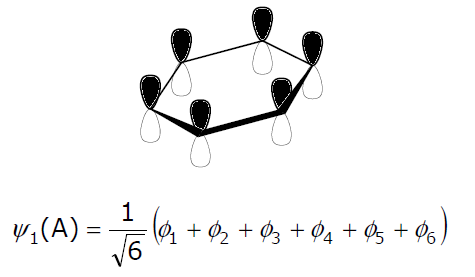 ψ₁(A) = 1/√6 (ϕ₁ + ϕ₂ + ϕ₃ + ϕ₄ + ϕ₅ + ϕ₆)